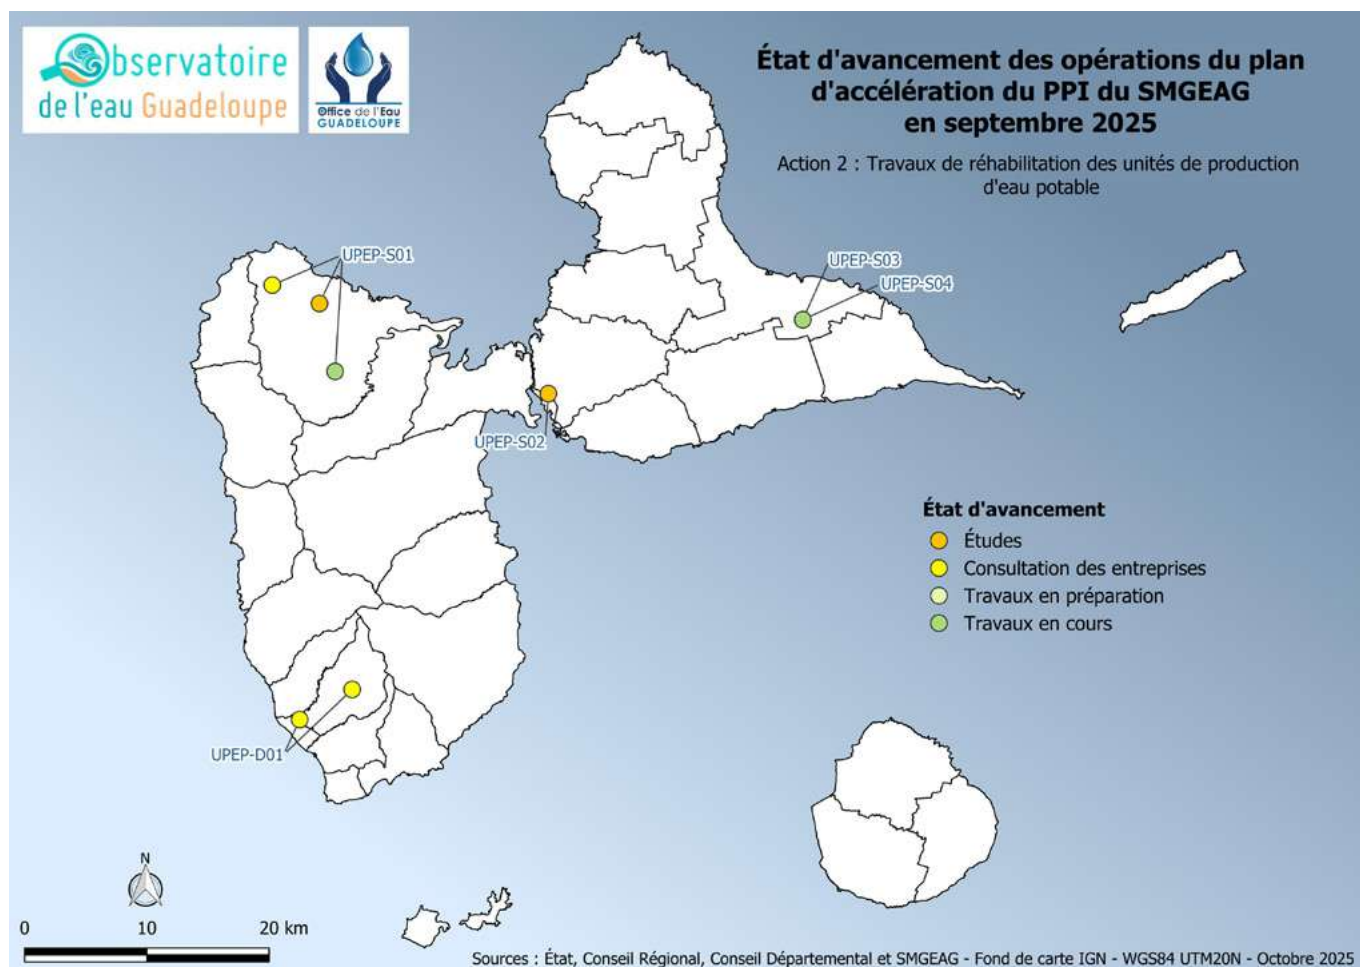 Observatoire
de l'eau Guadeloupe
Office de l'Eau
GUADELOUPE
État d'avancement des opérations du plan
d'accélération du PPI du SMGEAG
en septembre 2025
Action 2 : Travaux de réhabilitation des unités de production
d'eau potable
UPEP-S01
UPEP-S03
UPEP-S04
UPEP-S02
État d'avancement
Études
Consultation des entreprises
Travaux en préparation
Travaux en cours
UPEP-D01
N
0 10 20 km
Sources : État, Conseil Régional, Conseil Départemental et SMGEAG - Fond de carte IGN - WGS84 UTM20N - Octobre 2025